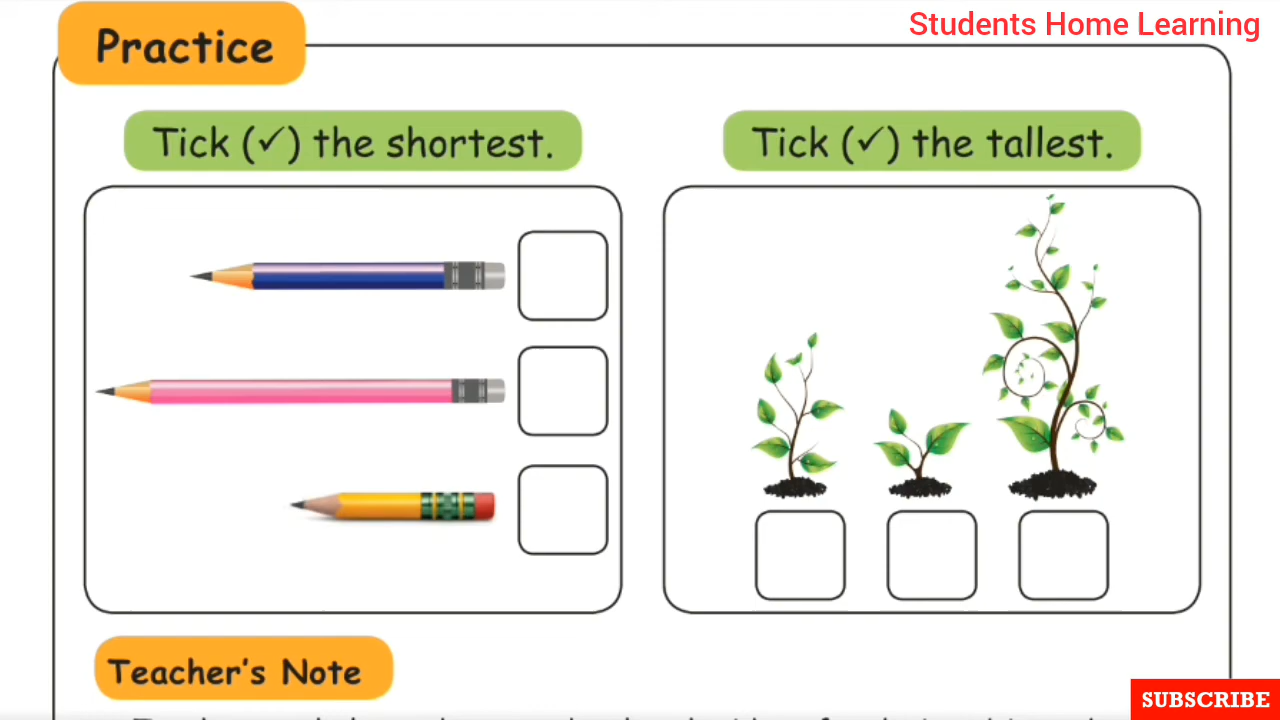 Students Home Learning
Practice
Tick (✓) the shortest.
Tick (✓) the tallest.
Teacher's Note
SUBSCRIBE